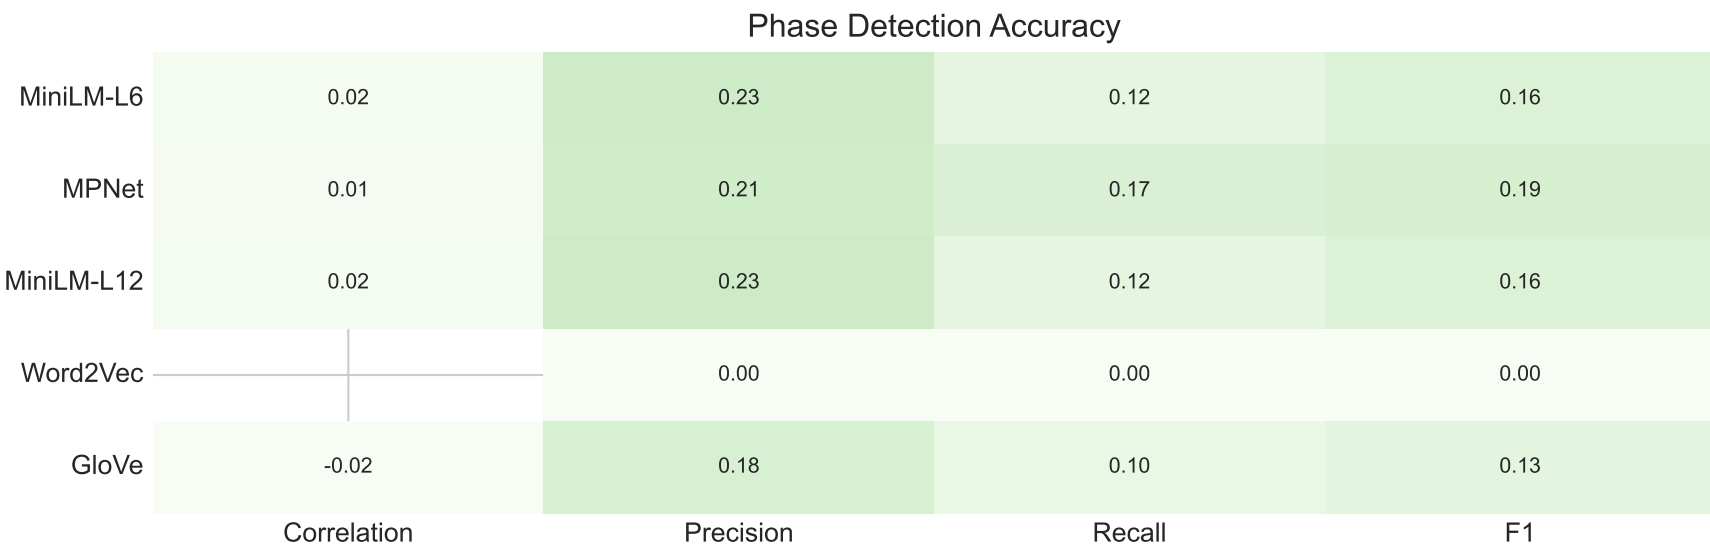 Phase Detection Accuracy
MiniLM-L6 0.02 0.23 0.12 0.16
MPNet 0.01 0.21 0.17 0.19
MiniLM-L12 0.02 0.23 0.12 0.16
Word2Vec 0.00 0.00 0.00
GloVe -0.02 0.18 0.10 0.13
Correlation Precision Recall F1